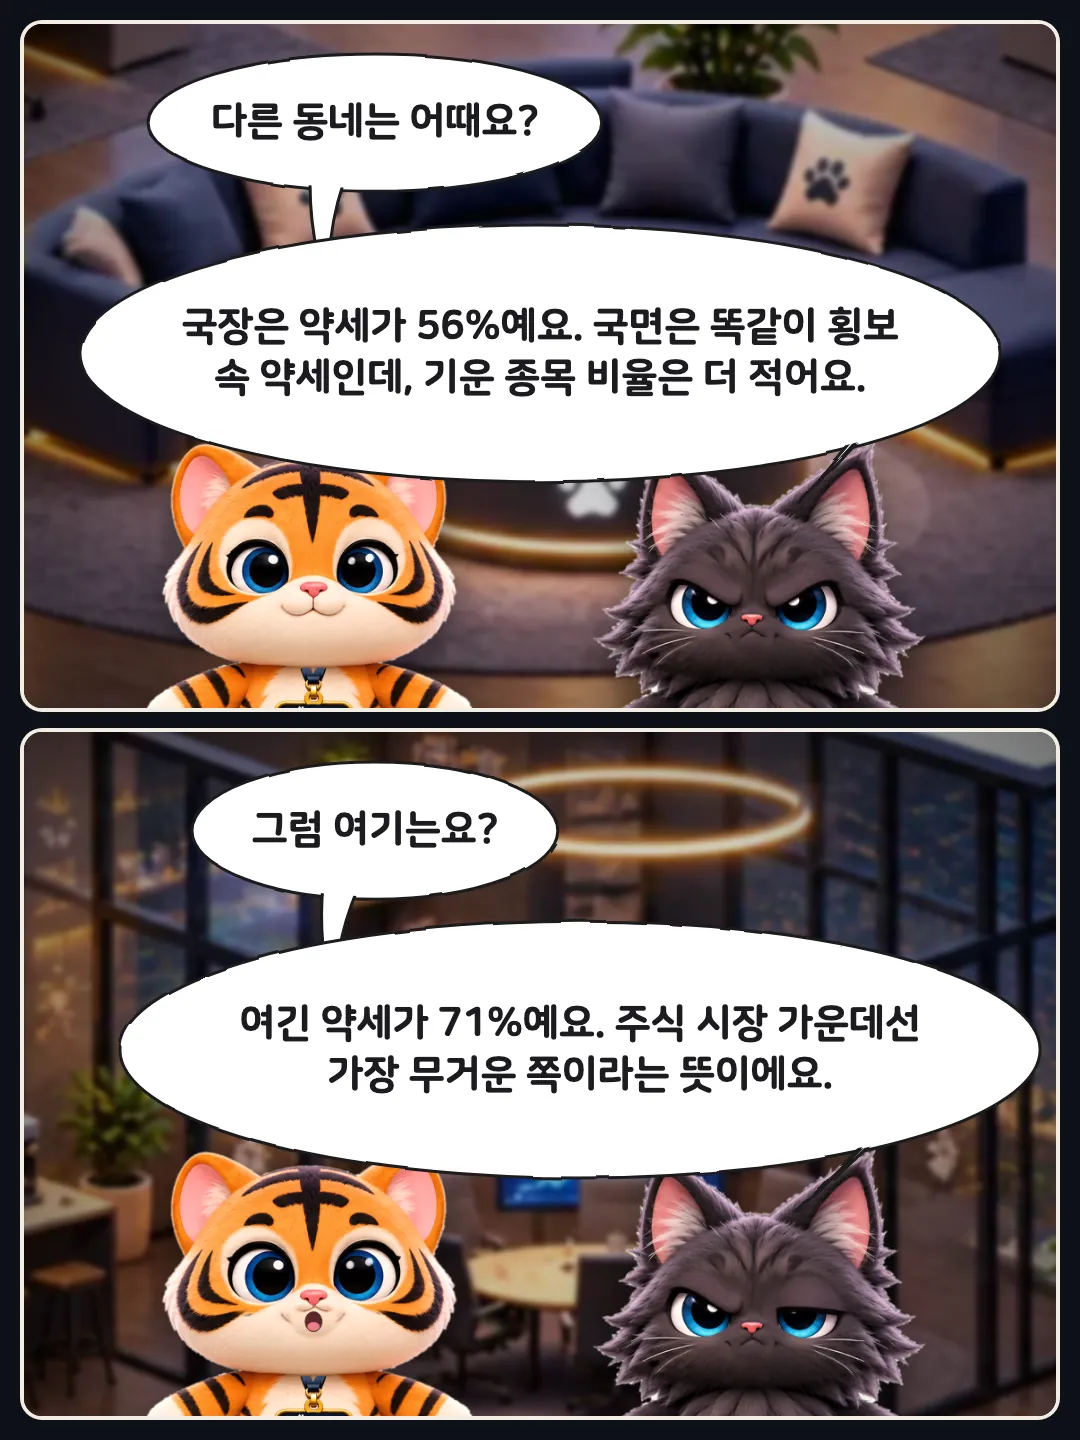 다른 동네는 어때요?
국장은 약세가 56%예요. 국면은 똑같이 횡보
속 약세인데, 기운 종목 비율은 더 적어요.
그럼 여기는요?
여긴 약세가 71%예요. 주식 시장 가운데선
가장 무거운 쪽이라는 뜻이에요.